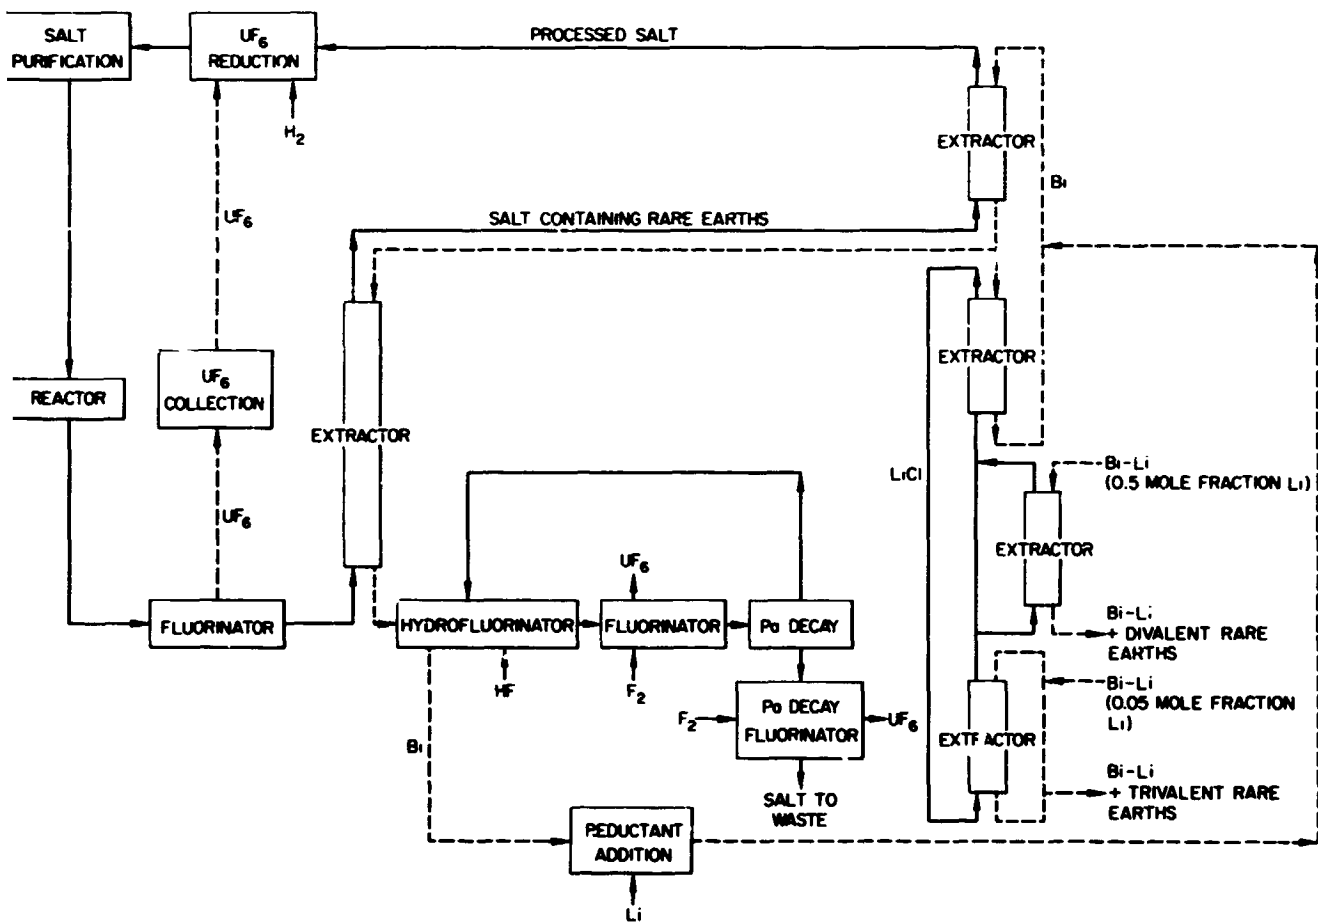 SALT
PURIFICATION
UF6
REDUCTION
PROCESSED SALT
H2
EXTRACTOR
Bi
UF6
SALT CONTAINING RARE EARTHS
EXTRACTOR
REACTOR
UF6
COLLECTION
EXTRACTOR
LiCl
Bi-Li
(0.5 MOLE FRACTION Li)
UF6
EXTRACTOR
UF6
FLUORINATOR
HYDROFLUORINATOR
FLUORINATOR
Pa DECAY
Bi-Li
+ DIVALENT RARE
EARTHS
HF
F2
Bi-Li
(0.05 MOLE FRACTION
Li)
F2
Pa DECAY
FLUORINATOR
UF6
EXTRACTOR
Bi
Bi-Li
+ TRIVALENT RARE
EARTHS
SALT TO
WASTE
REDUCTANT
ADDITION
Li